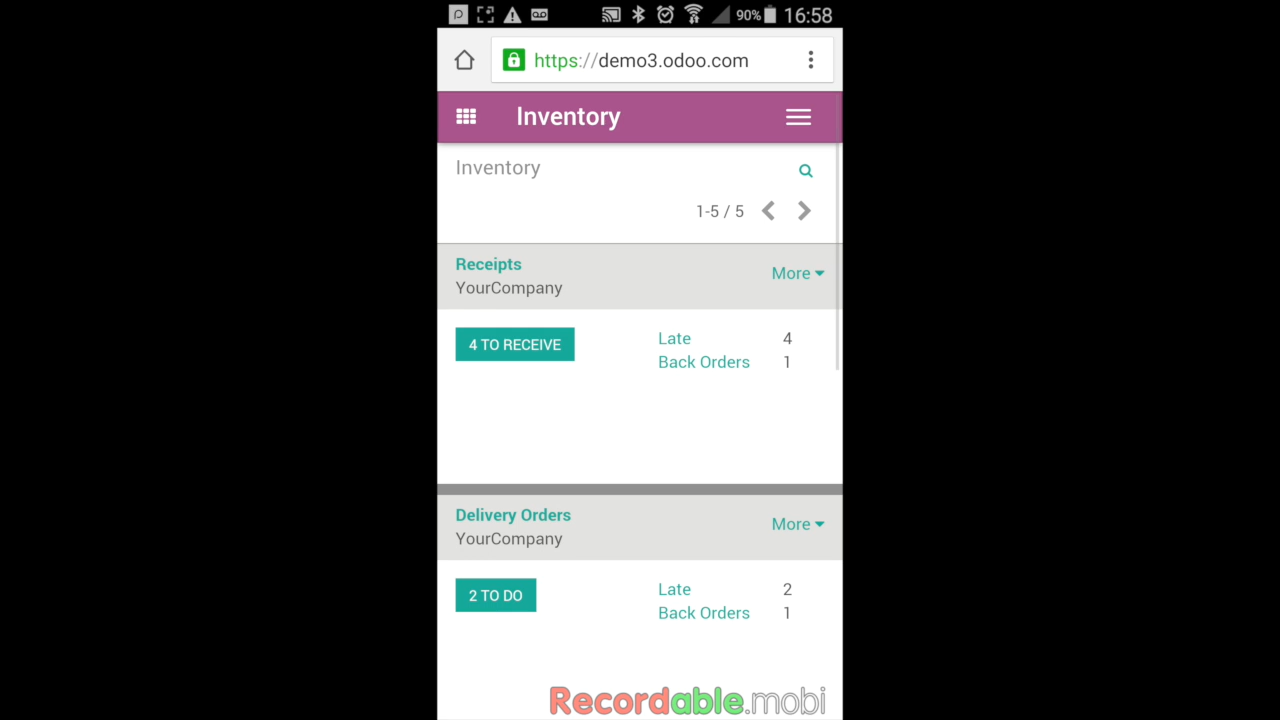 90% 16:58
https://demo3.odoo.com
Inventory
Inventory
1-5 / 5
Receipts
More
YourCompany
4 TO RECEIVE
Late 4
Back Orders 1
Delivery Orders
More
YourCompany
2 TO DO
Late 2
Back Orders 1
Recordable.mobi